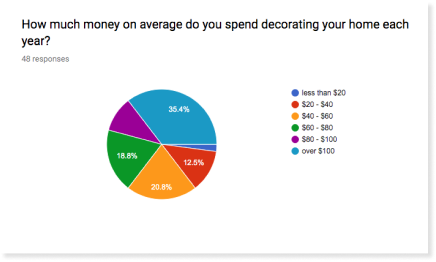 How much money on average do you spend decorating your home each
year?
48 responses
35.4%
12.5%
20.8%
18.8%
less than $20
$20 - $40
$40 - $60
$60 - $80
$80 - $100
over $100